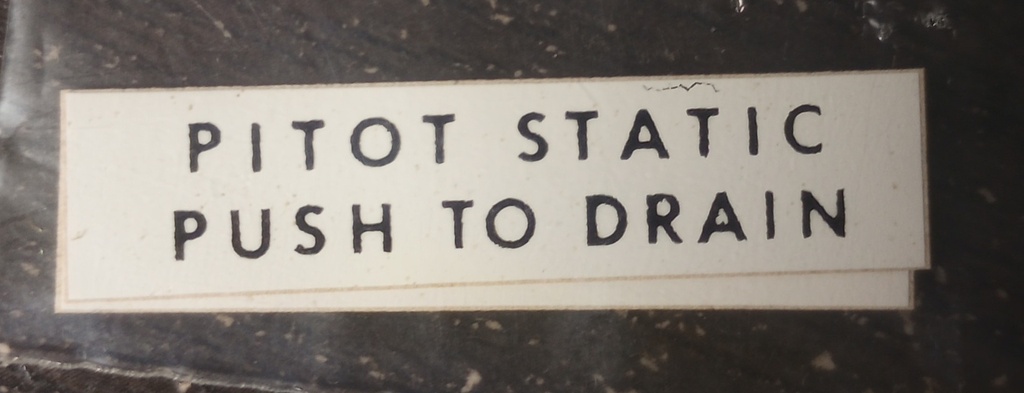 PITOT STATIC
PUSH TO DRAIN